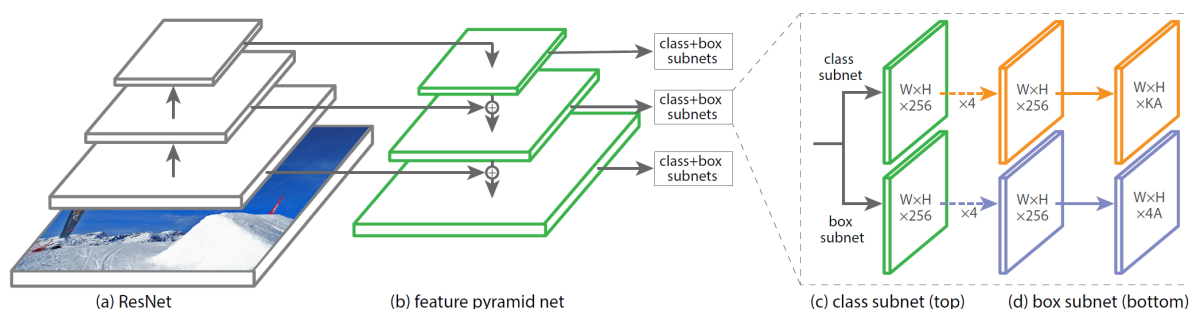 class+box
subnets
class+box
subnets
class+box
subnets
class
subnet
box
subnet
W×H
×256
×4
W×H
×256
W×H
×KA
W×H
×256
×4
W×H
×256
W×H
×4A
(a) ResNet
(b) feature pyramid net
(c) class subnet (top)
(d) box subnet (bottom)